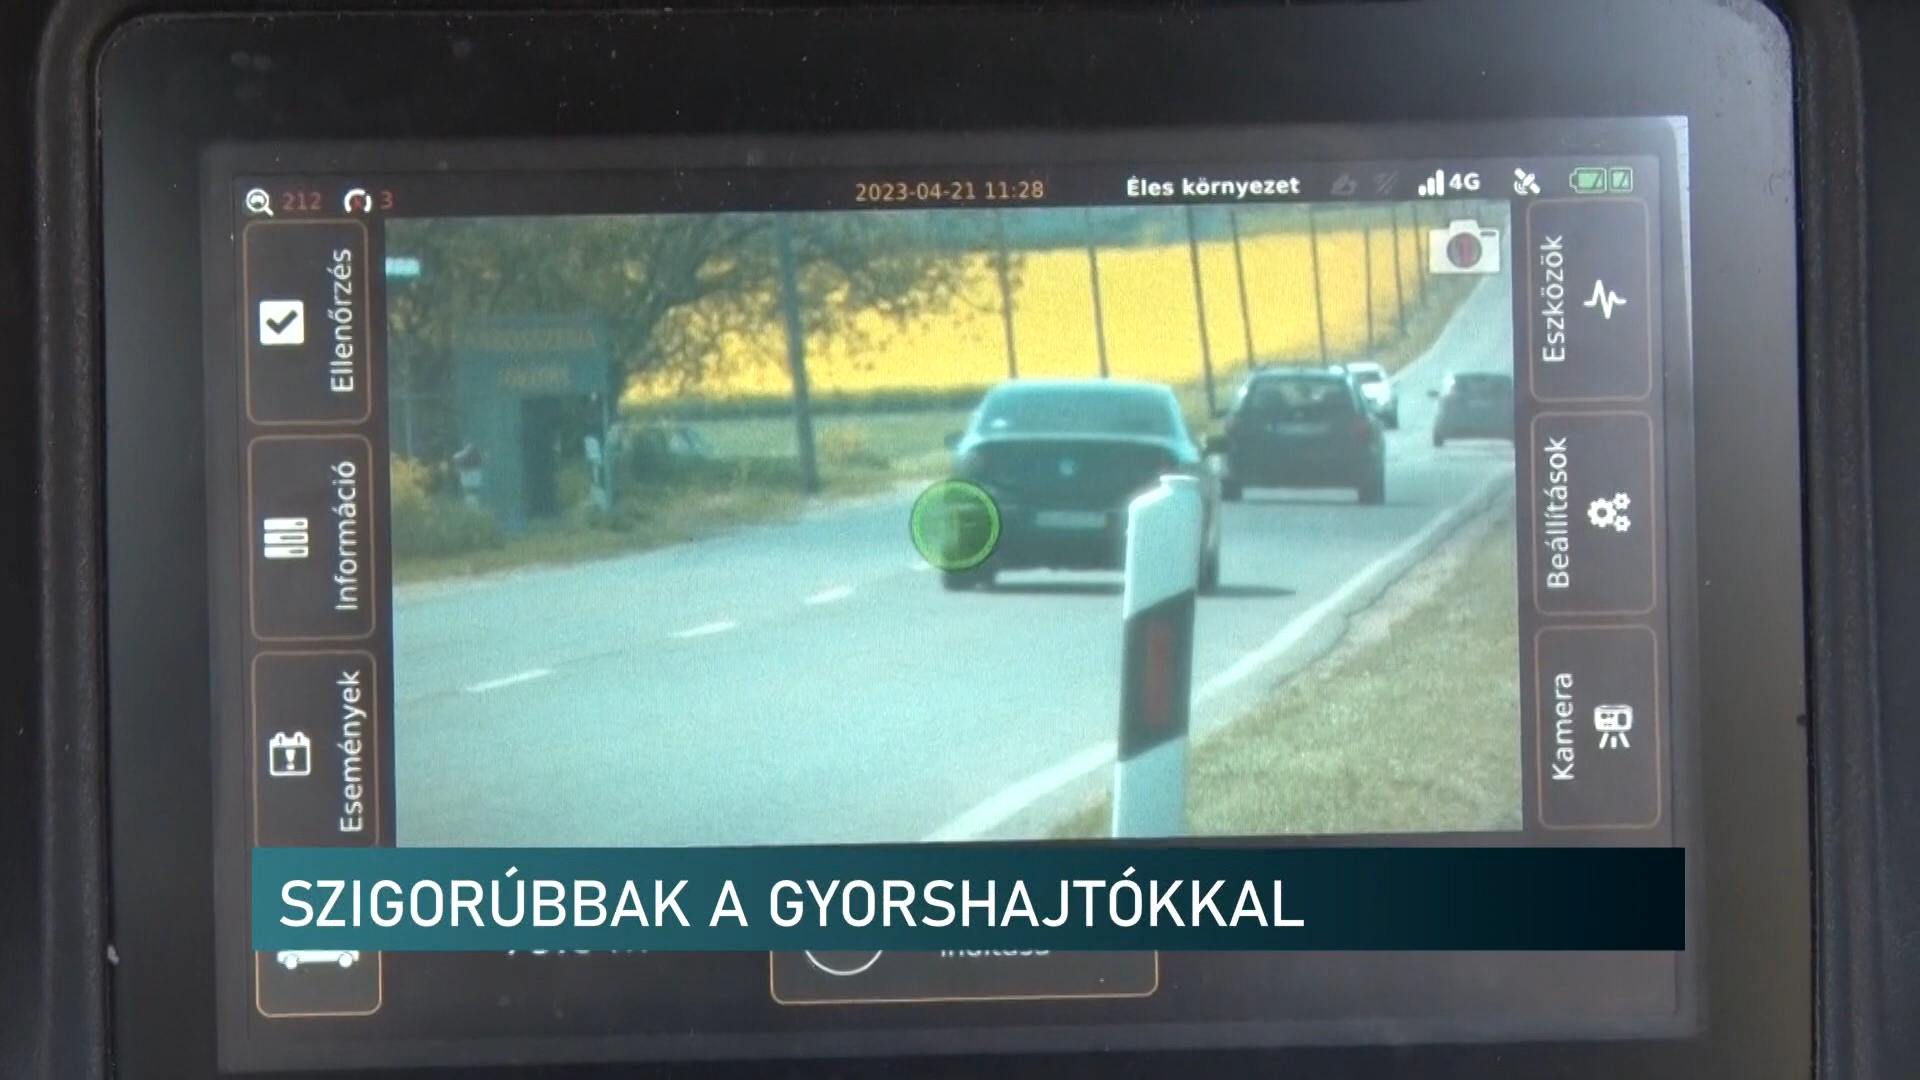 212
3
2023-04-21 11:28
Éles környezet
4G
Ellenőrzés
Információ
Események
Eszközök
Beállítások
Kamera
SZIGORÚBBAK A GYORSHAJTÓKKAL